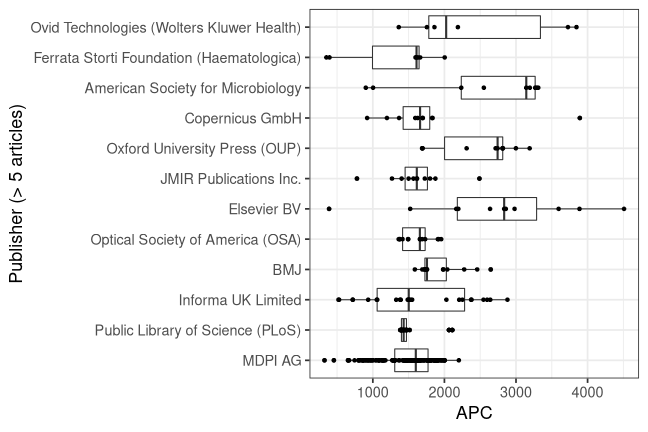 Publisher (> 5 articles)
Ovid Technologies (Wolters Kluwer Health)
Ferrata Storti Foundation (Haematologica)
American Society for Microbiology
Copernicus GmbH
Oxford University Press (OUP)
JMIR Publications Inc.
Elsevier BV
Optical Society of America (OSA)
BMJ
Informa UK Limited
Public Library of Science (PLoS)
MDPI AG
1000 2000 3000 4000
APC